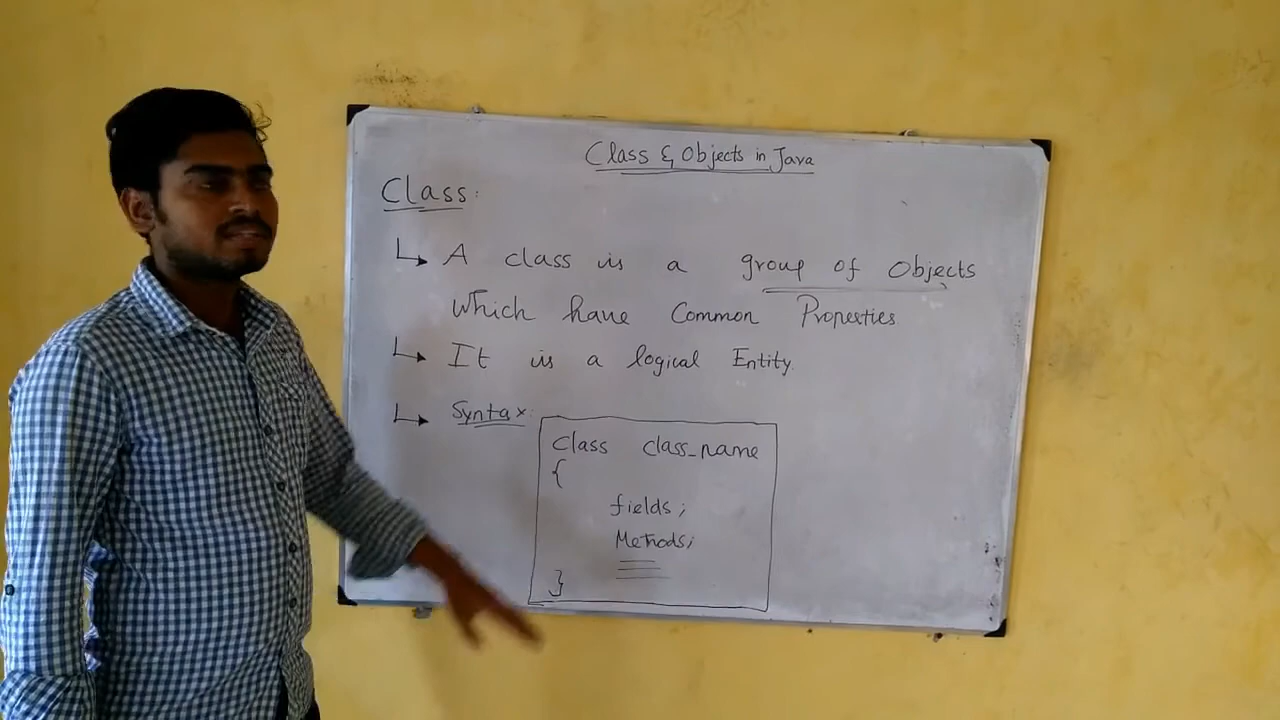 Class & Objects in Java
Class:
A class is a group of Objects
which have Common Properties
It is a logical Entity.
Syntax:
class class_name
{
fields;
Methods;
}